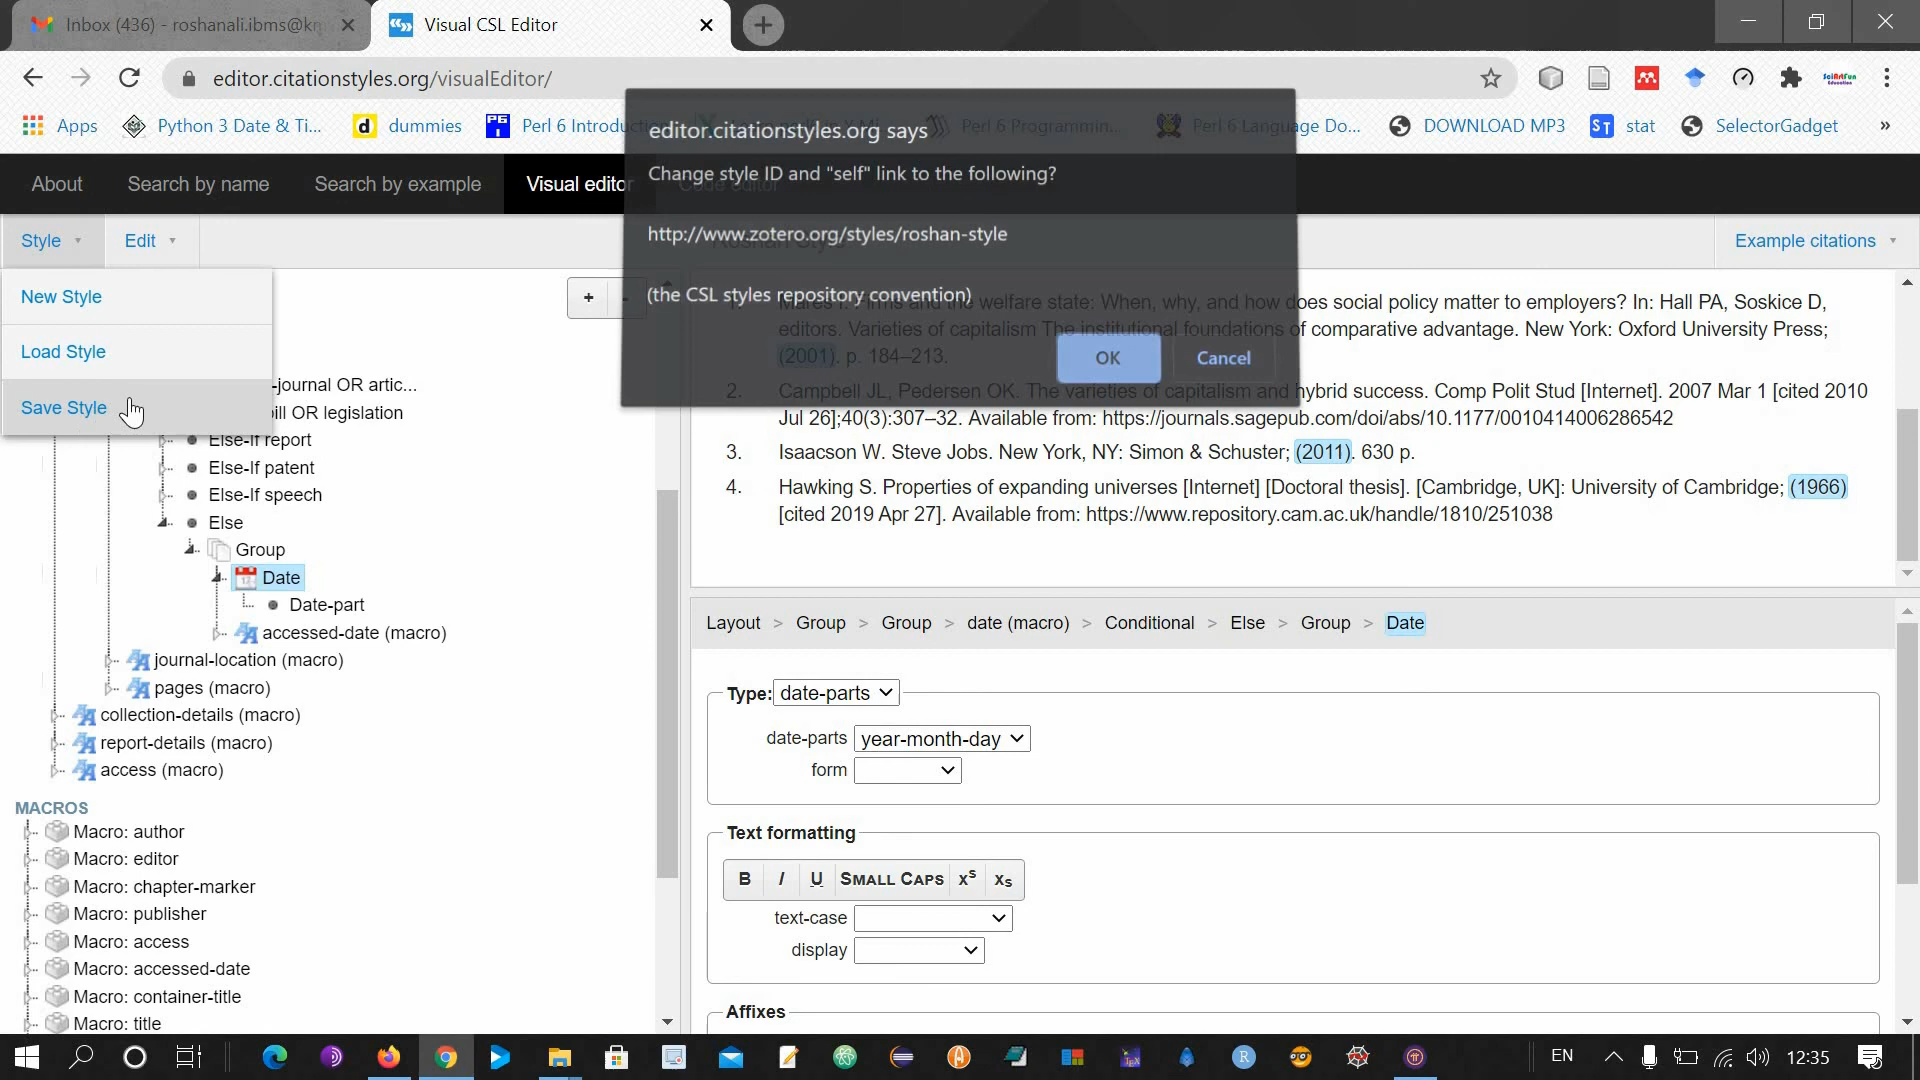 Inbox (436) - roshanali.ibms@k
Visual CSL Editor
editor.citationstyles.org/visualEditor/
SciArtFun
Education
Apps
Python 3 Date & Ti...
d dummies
PG I Perl 6 Introduc
Perl 6 Programmin...
Perl 6 Language Do...
DOWNLOAD MP3
ST stat
SelectorGadget
»
editor.citationstyles.org says
Change style ID and "self" link to the following?
http://www.zotero.org/styles/roshan-style
(the CSL styles repository convention)
OK
Cancel
About
Search by name
Search by example
Visual editor
Code editor
Style
Edit
Roshan Style
Example citations
New Style
Load Style
Save Style
+
-
-journal OR artic...
bill OR legislation
Else-If report
Else-If patent
Else-If speech
Else
Group
Date
Date-part
accessed-date (macro)
journal-location (macro)
pages (macro)
collection-details (macro)
report-details (macro)
access (macro)
MACROS
Macro: author
Macro: editor
Macro: chapter-marker
Macro: publisher
Macro: access
Macro: accessed-date
Macro: container-title
Macro: title
1. Mares I. Firms and the welfare state: When, why, and how does social policy matter to employers? In: Hall PA, Soskice D,
editors. Varieties of capitalism The institutional foundations of comparative advantage. New York: Oxford University Press;
(2001). p. 184–213.
2. Campbell JL, Pedersen OK. The varieties of capitalism and hybrid success. Comp Polit Stud [Internet]. 2007 Mar 1 [cited 2010
Jul 26];40(3):307–32. Available from: https://journals.sagepub.com/doi/abs/10.1177/0010414006286542
3. Isaacson W. Steve Jobs. New York, NY: Simon & Schuster; (2011). 630 p.
4. Hawking S. Properties of expanding universes [Internet] [Doctoral thesis]. [Cambridge, UK]: University of Cambridge; (1966)
[cited 2019 Apr 27]. Available from: https://www.repository.cam.ac.uk/handle/1810/251038
Layout > Group > Group > date (macro) > Conditional > Else > Group > Date
Type: date-parts
date-parts year-month-day
form
Text formatting
B I U SMALL CAPS xs xs
text-case
display
Affixes
EN
12:35